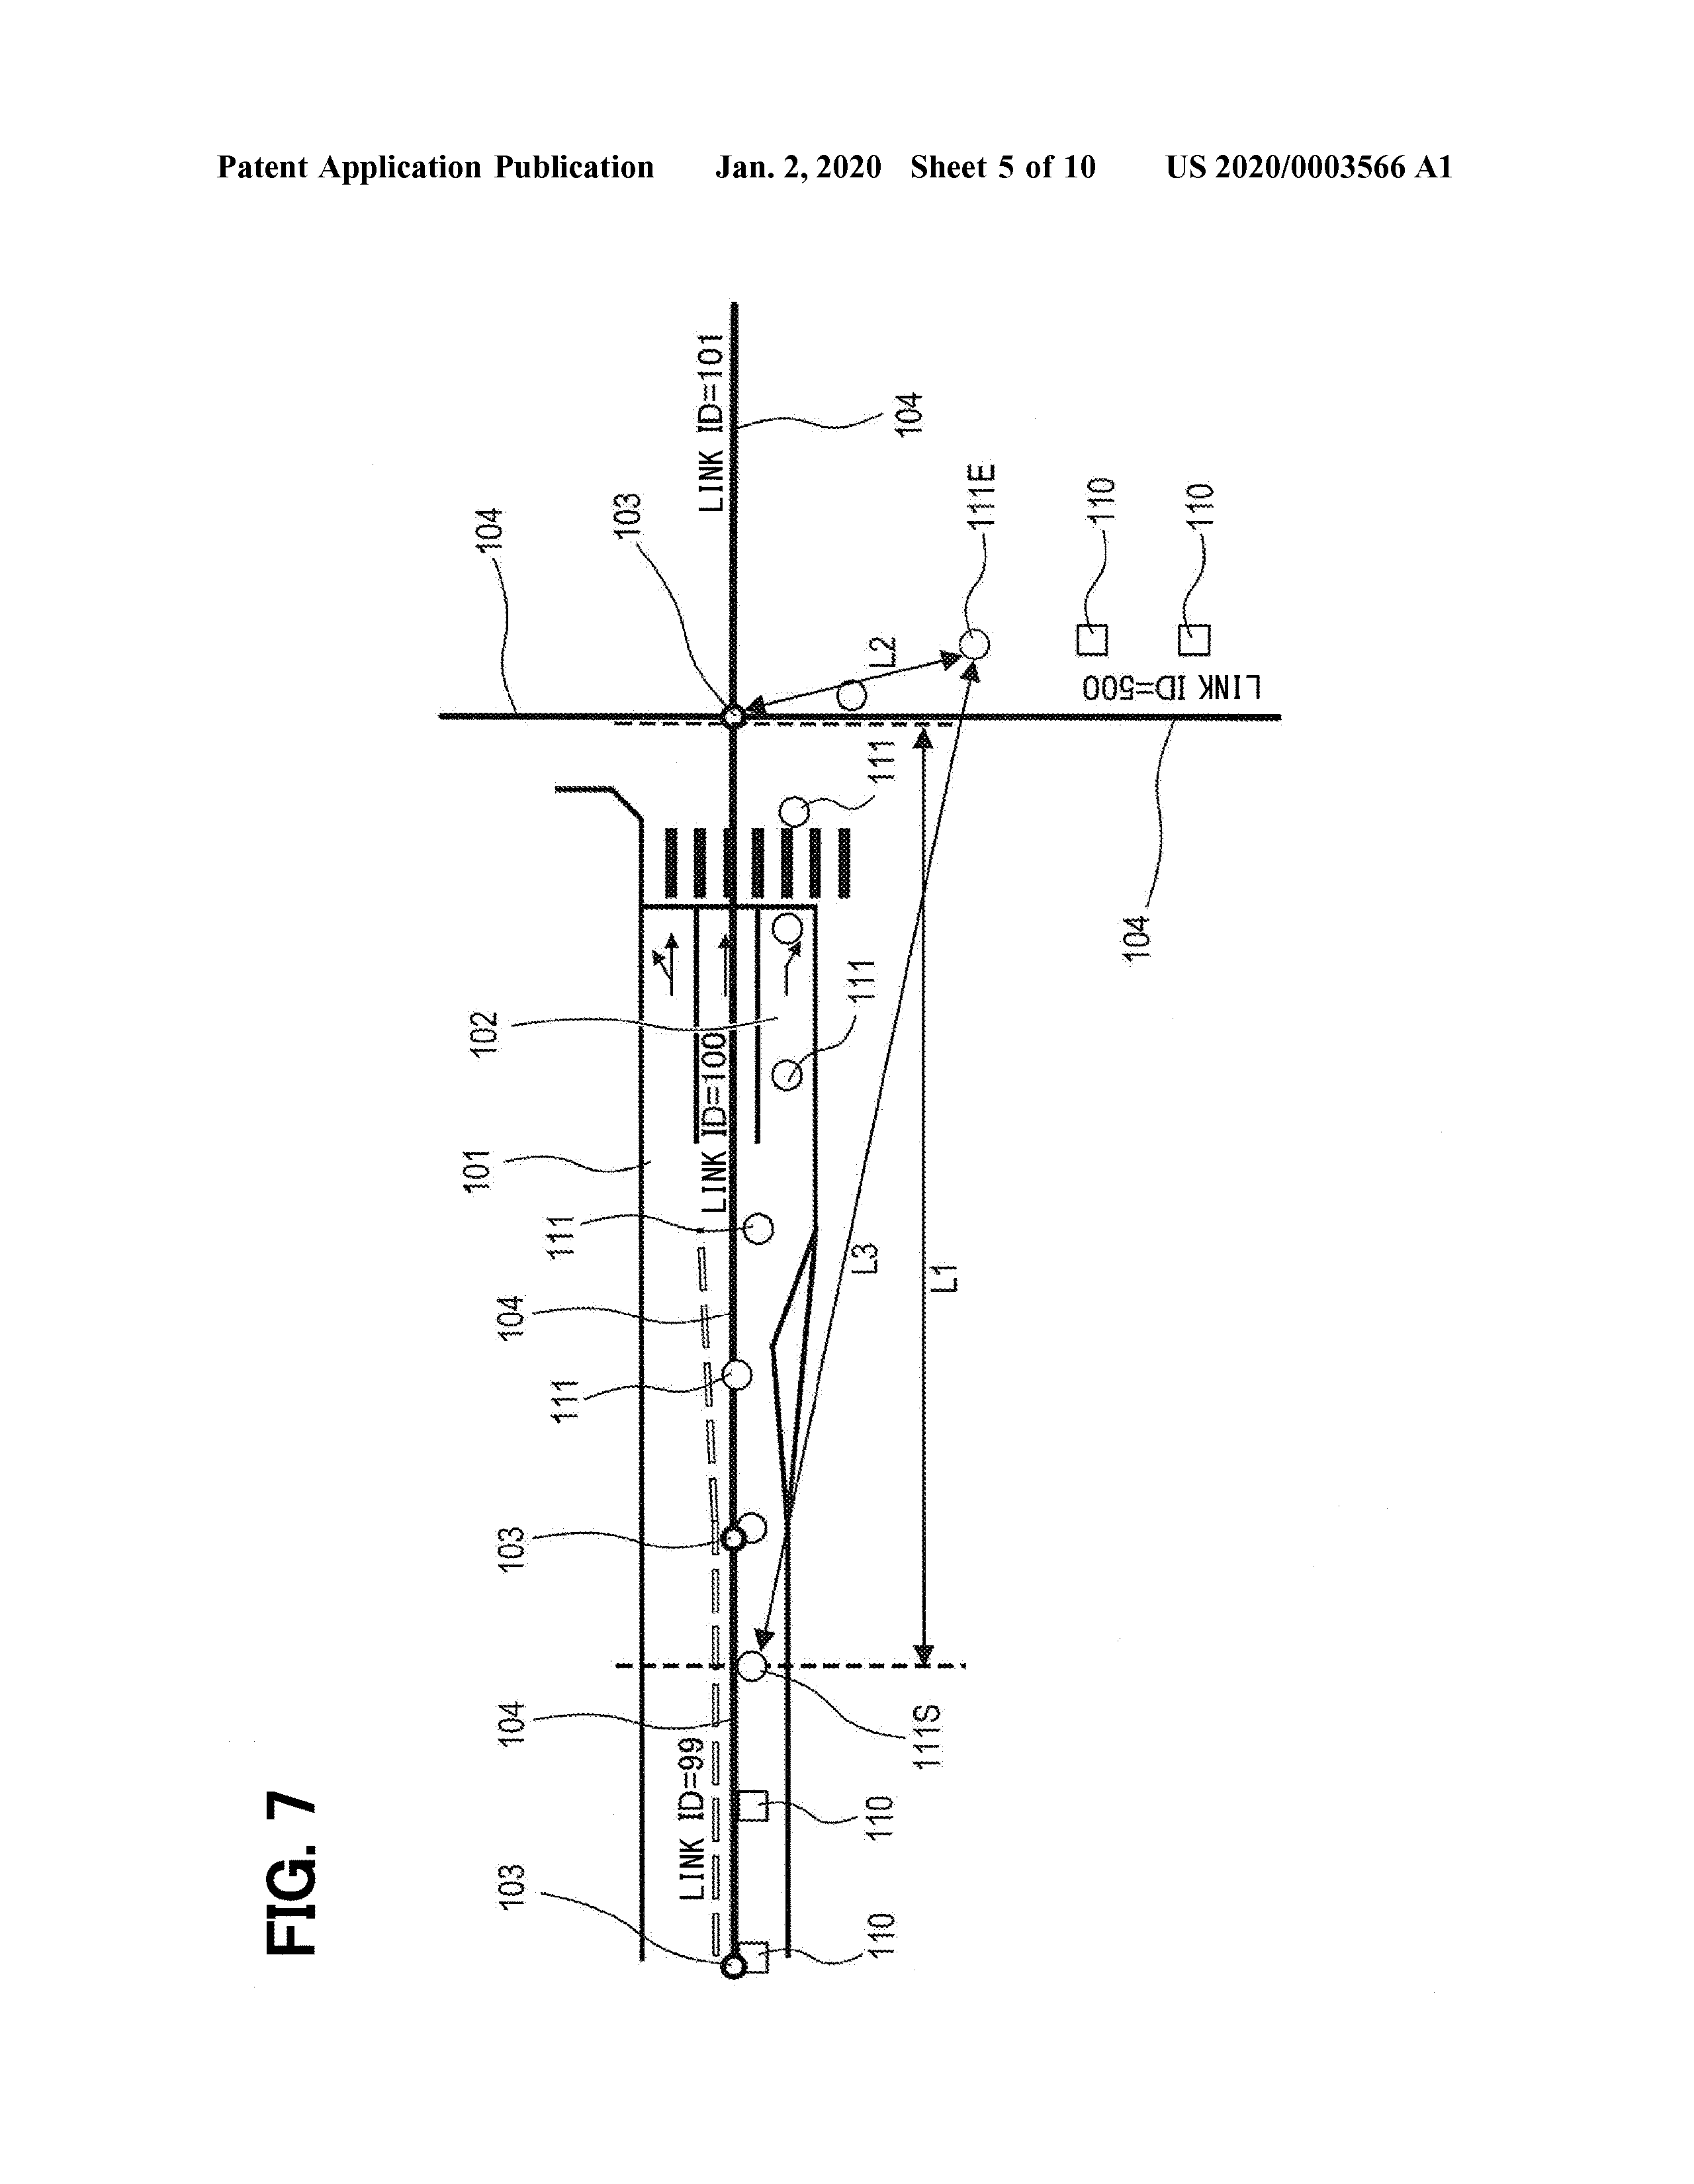 Patent Application Publication Jan. 2, 2020 Sheet 5 of 10 US 2020/0003566 A1
FIG. 7
103
LINK ID=99
104
103
111
104
111
101
LINK ID=100
102
104
103
LINK ID=101
104
110
110
111S
L3
L1
111
111
L2
111E
110
110
LINK ID=500
104